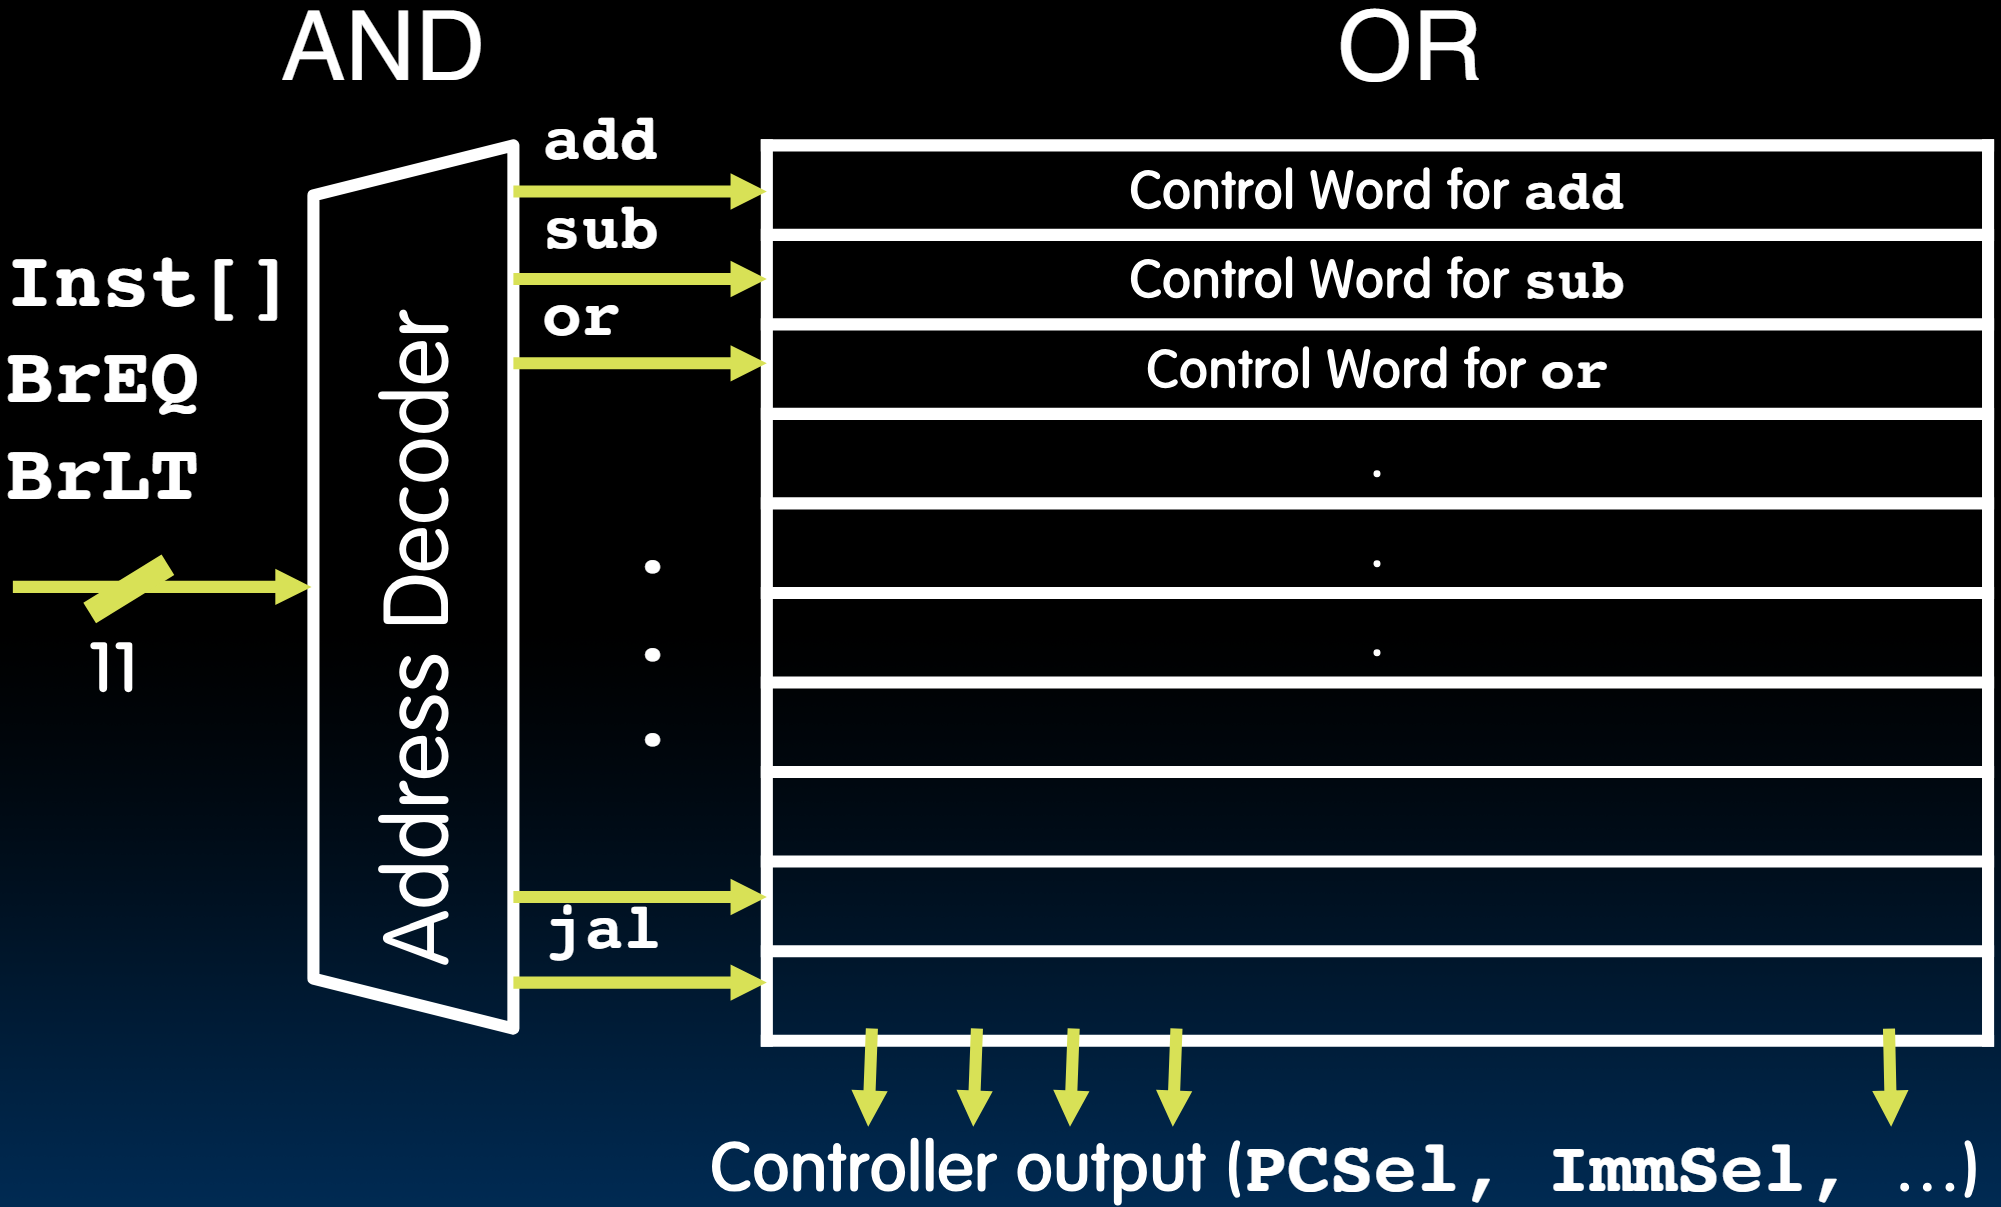 AND
OR
add
Control Word for add
sub
Control Word for sub
or
Control Word for or
Inst[]
BrEQ
BrLT
11
Address Decoder
.
.
.
.
.
.
jal
Controller output (PCSel, ImmSel, ...)